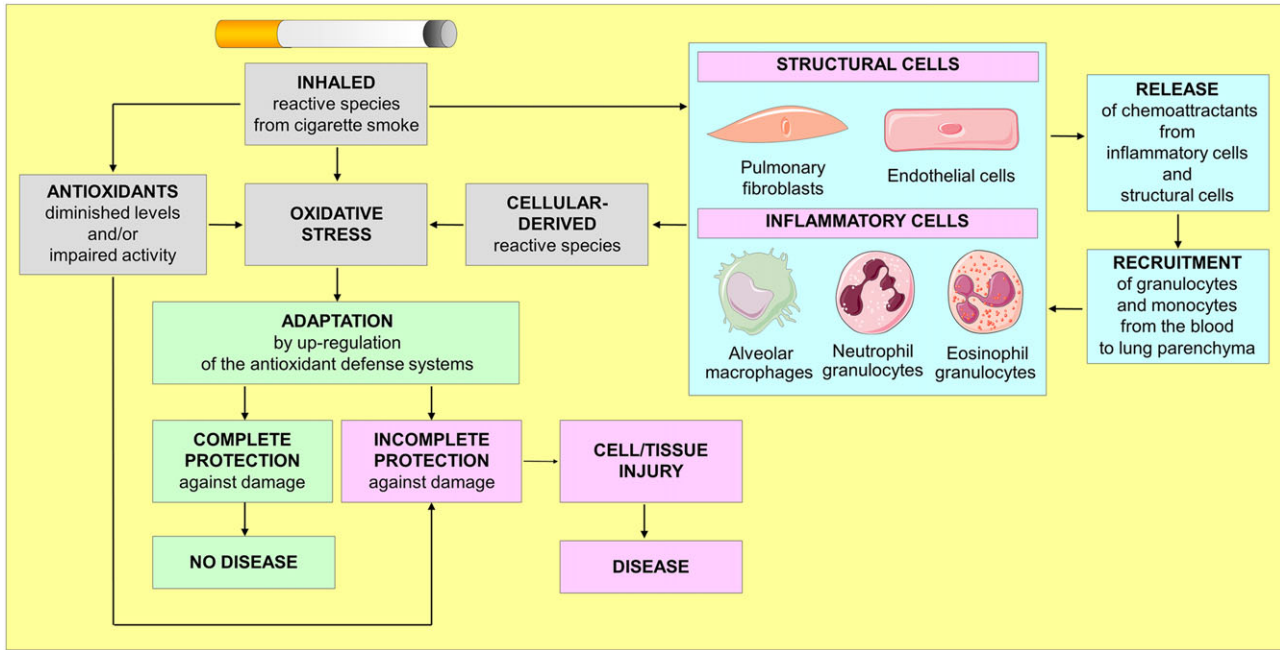 INHALED
reactive species
from cigarette smoke
ANTIOXIDANTS
diminished levels
and/or
impaired activity
OXIDATIVE
STRESS
CELLULAR-
DERIVED
reactive species
STRUCTURAL CELLS
Pulmonary
fibroblasts
Endothelial cells
INFLAMMATORY CELLS
Alveolar
macrophages
Neutrophil
granulocytes
Eosinophil
granulocytes
RELEASE
of chemoattractants
from
inflammatory cells
and
structural cells
RECRUITMENT
of granulocytes
and monocytes
from the blood
to lung parenchyma
ADAPTATION
by up-regulation
of the antioxidant defense systems
COMPLETE
PROTECTION
against damage
INCOMPLETE
PROTECTION
against damage
CELL/TISSUE
INJURY
NO DISEASE
DISEASE